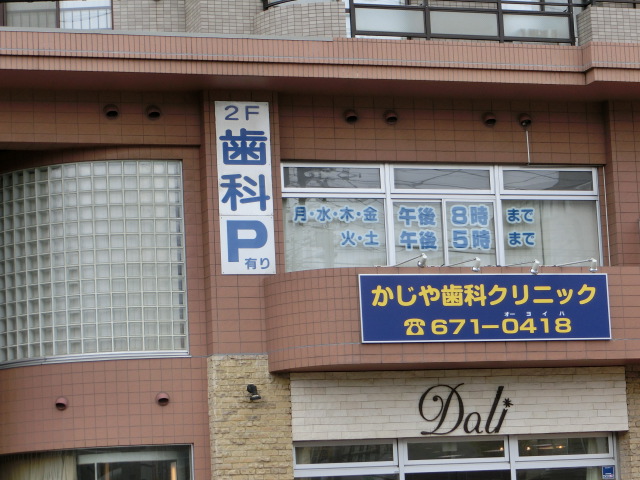 2F
歯科
P
有り
月・水・木・金 午後8時まで
火・土 午後5時まで
かじや歯科クリニック
オーヨイハ
☎671-0418
Dali